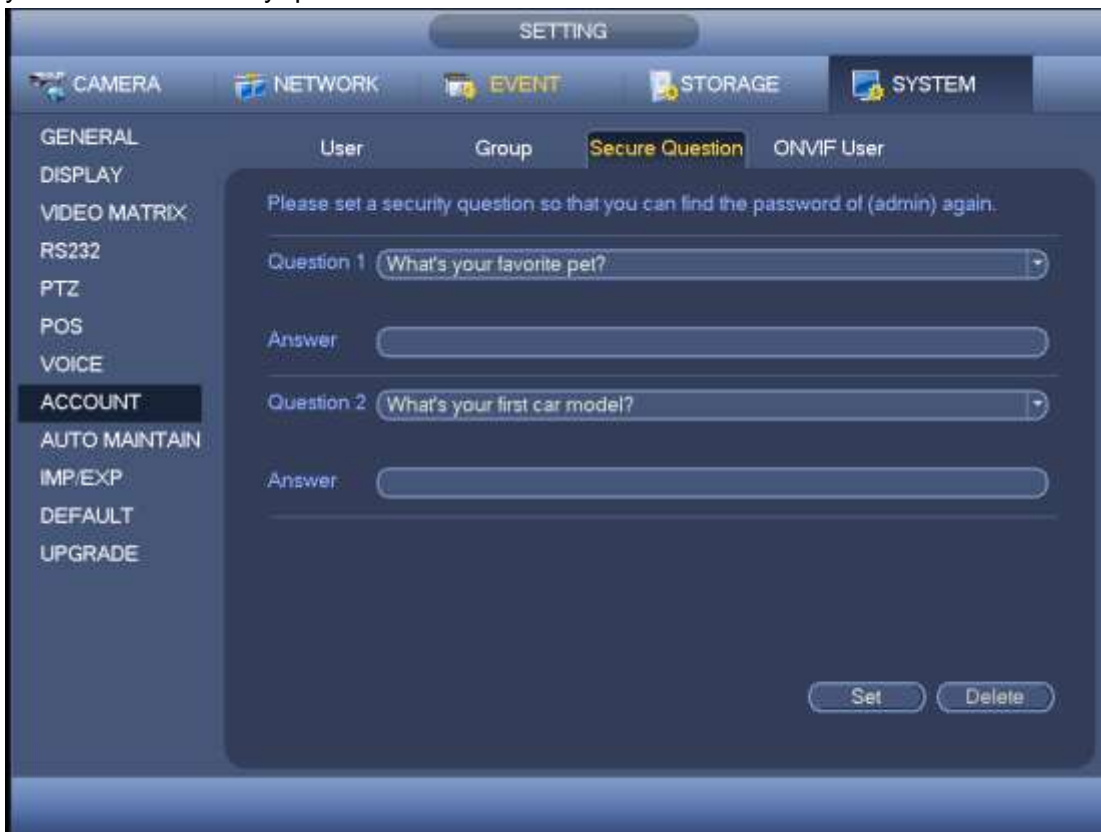 SETTING
CAMERA NETWORK EVENT STORAGE SYSTEM
GENERAL
DISPLAY
VIDEO MATRIX
RS232
PTZ
POS
VOICE
ACCOUNT
AUTO MAINTAIN
IMP/EXP
DEFAULT
UPGRADE
User Group Secure Question ONVIF User
Please set a security question so that you can find the password of (admin) again.
Question 1 What's your favorite pet?
Answer
Question 2 What's your first car model?
Answer
Set Delete